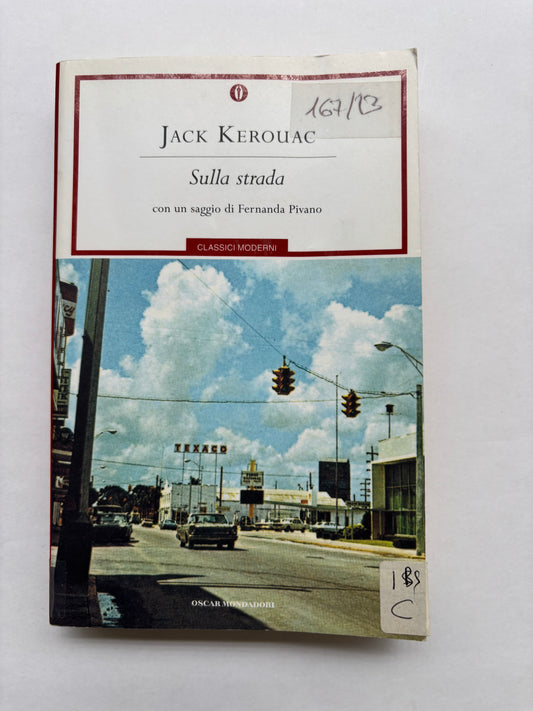 167/13
JACK KEROUAC
Sulla strada
con un saggio di Fernanda Pivano
CLASSICI MODERNI
TEXACO
OSCAR MONDADORI
C